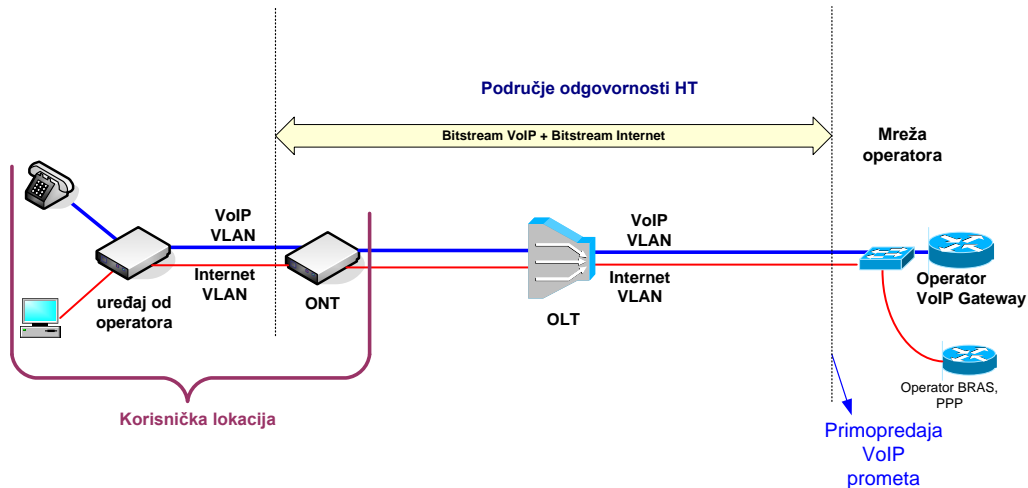 Područje odgovornosti HT
Bitstream VoIP + Bitstream Internet
Mreža
operatora
VoIP
VLAN
Internet
VLAN
uređaj od
operatora
ONT
OLT
VoIP
VLAN
Internet
VLAN
Operator
VoIP Gateway
Operator BRAS,
PPP
Korisnička lokacija
Primopredaja
VoIP
prometa